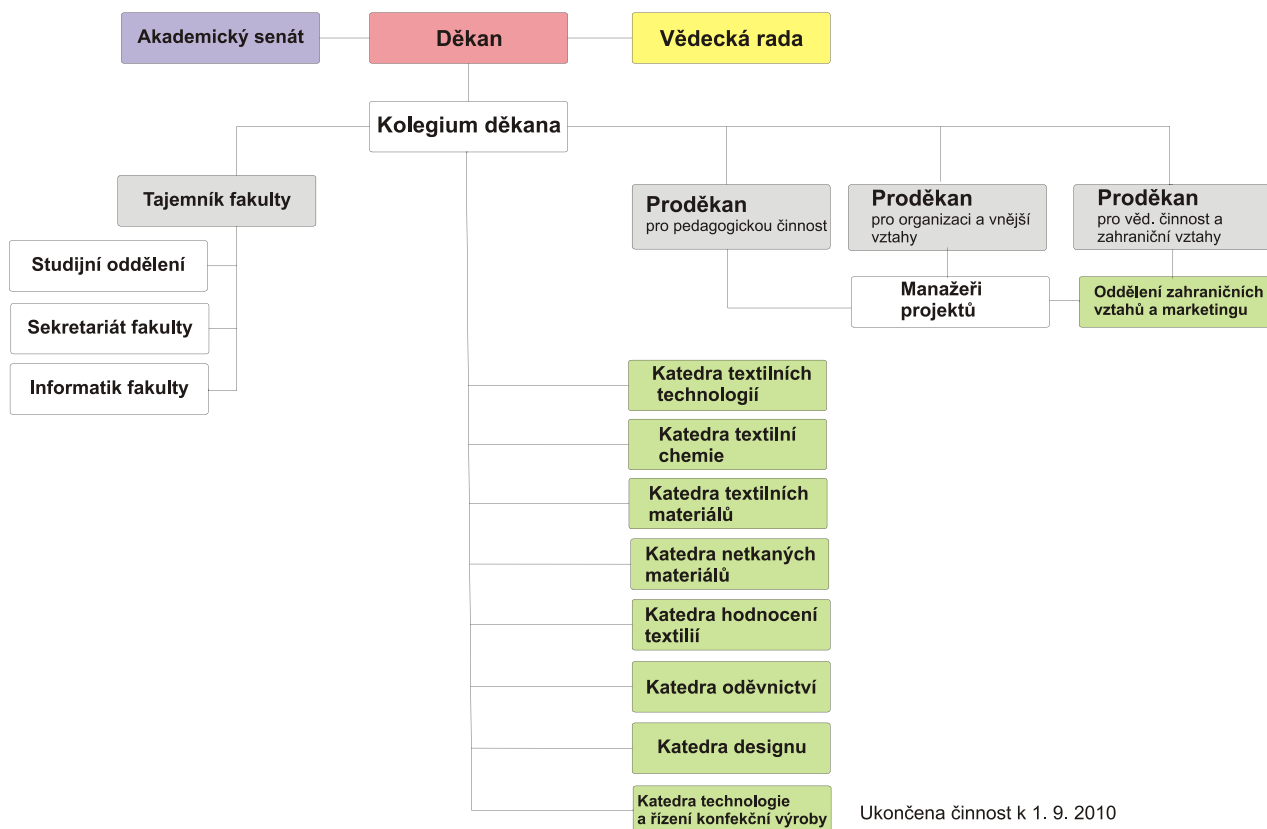 Akademický senát
Děkan
Vědecká rada
Kolegium děkana
Tajemník fakulty
Studijní oddělení
Sekretariát fakulty
Informatik fakulty
Proděkan
pro pedagogickou činnost
Proděkan
pro organizaci a vnější
vztahy
Proděkan
pro věd. činnost a
zahraniční vztahy
Manažeři
projektů
Oddělení zahraničních
vztahů a marketingu
Katedra textilních
technologií
Katedra textilní
chemie
Katedra textilních
materiálů
Katedra netkaných
materiálů
Katedra hodnocení
textilií
Katedra oděvnictví
Katedra designu
Katedra technologie
a řízení konfekční výroby
Ukončena činnost k 1. 9. 2010